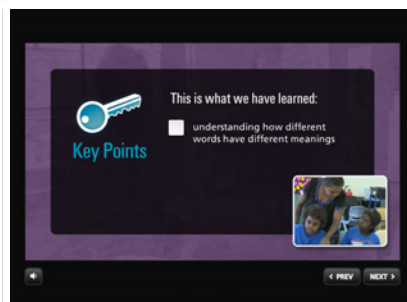 This is what we have learned:
understanding how different
words have different meanings
Key Points
< PREV
NEXT >